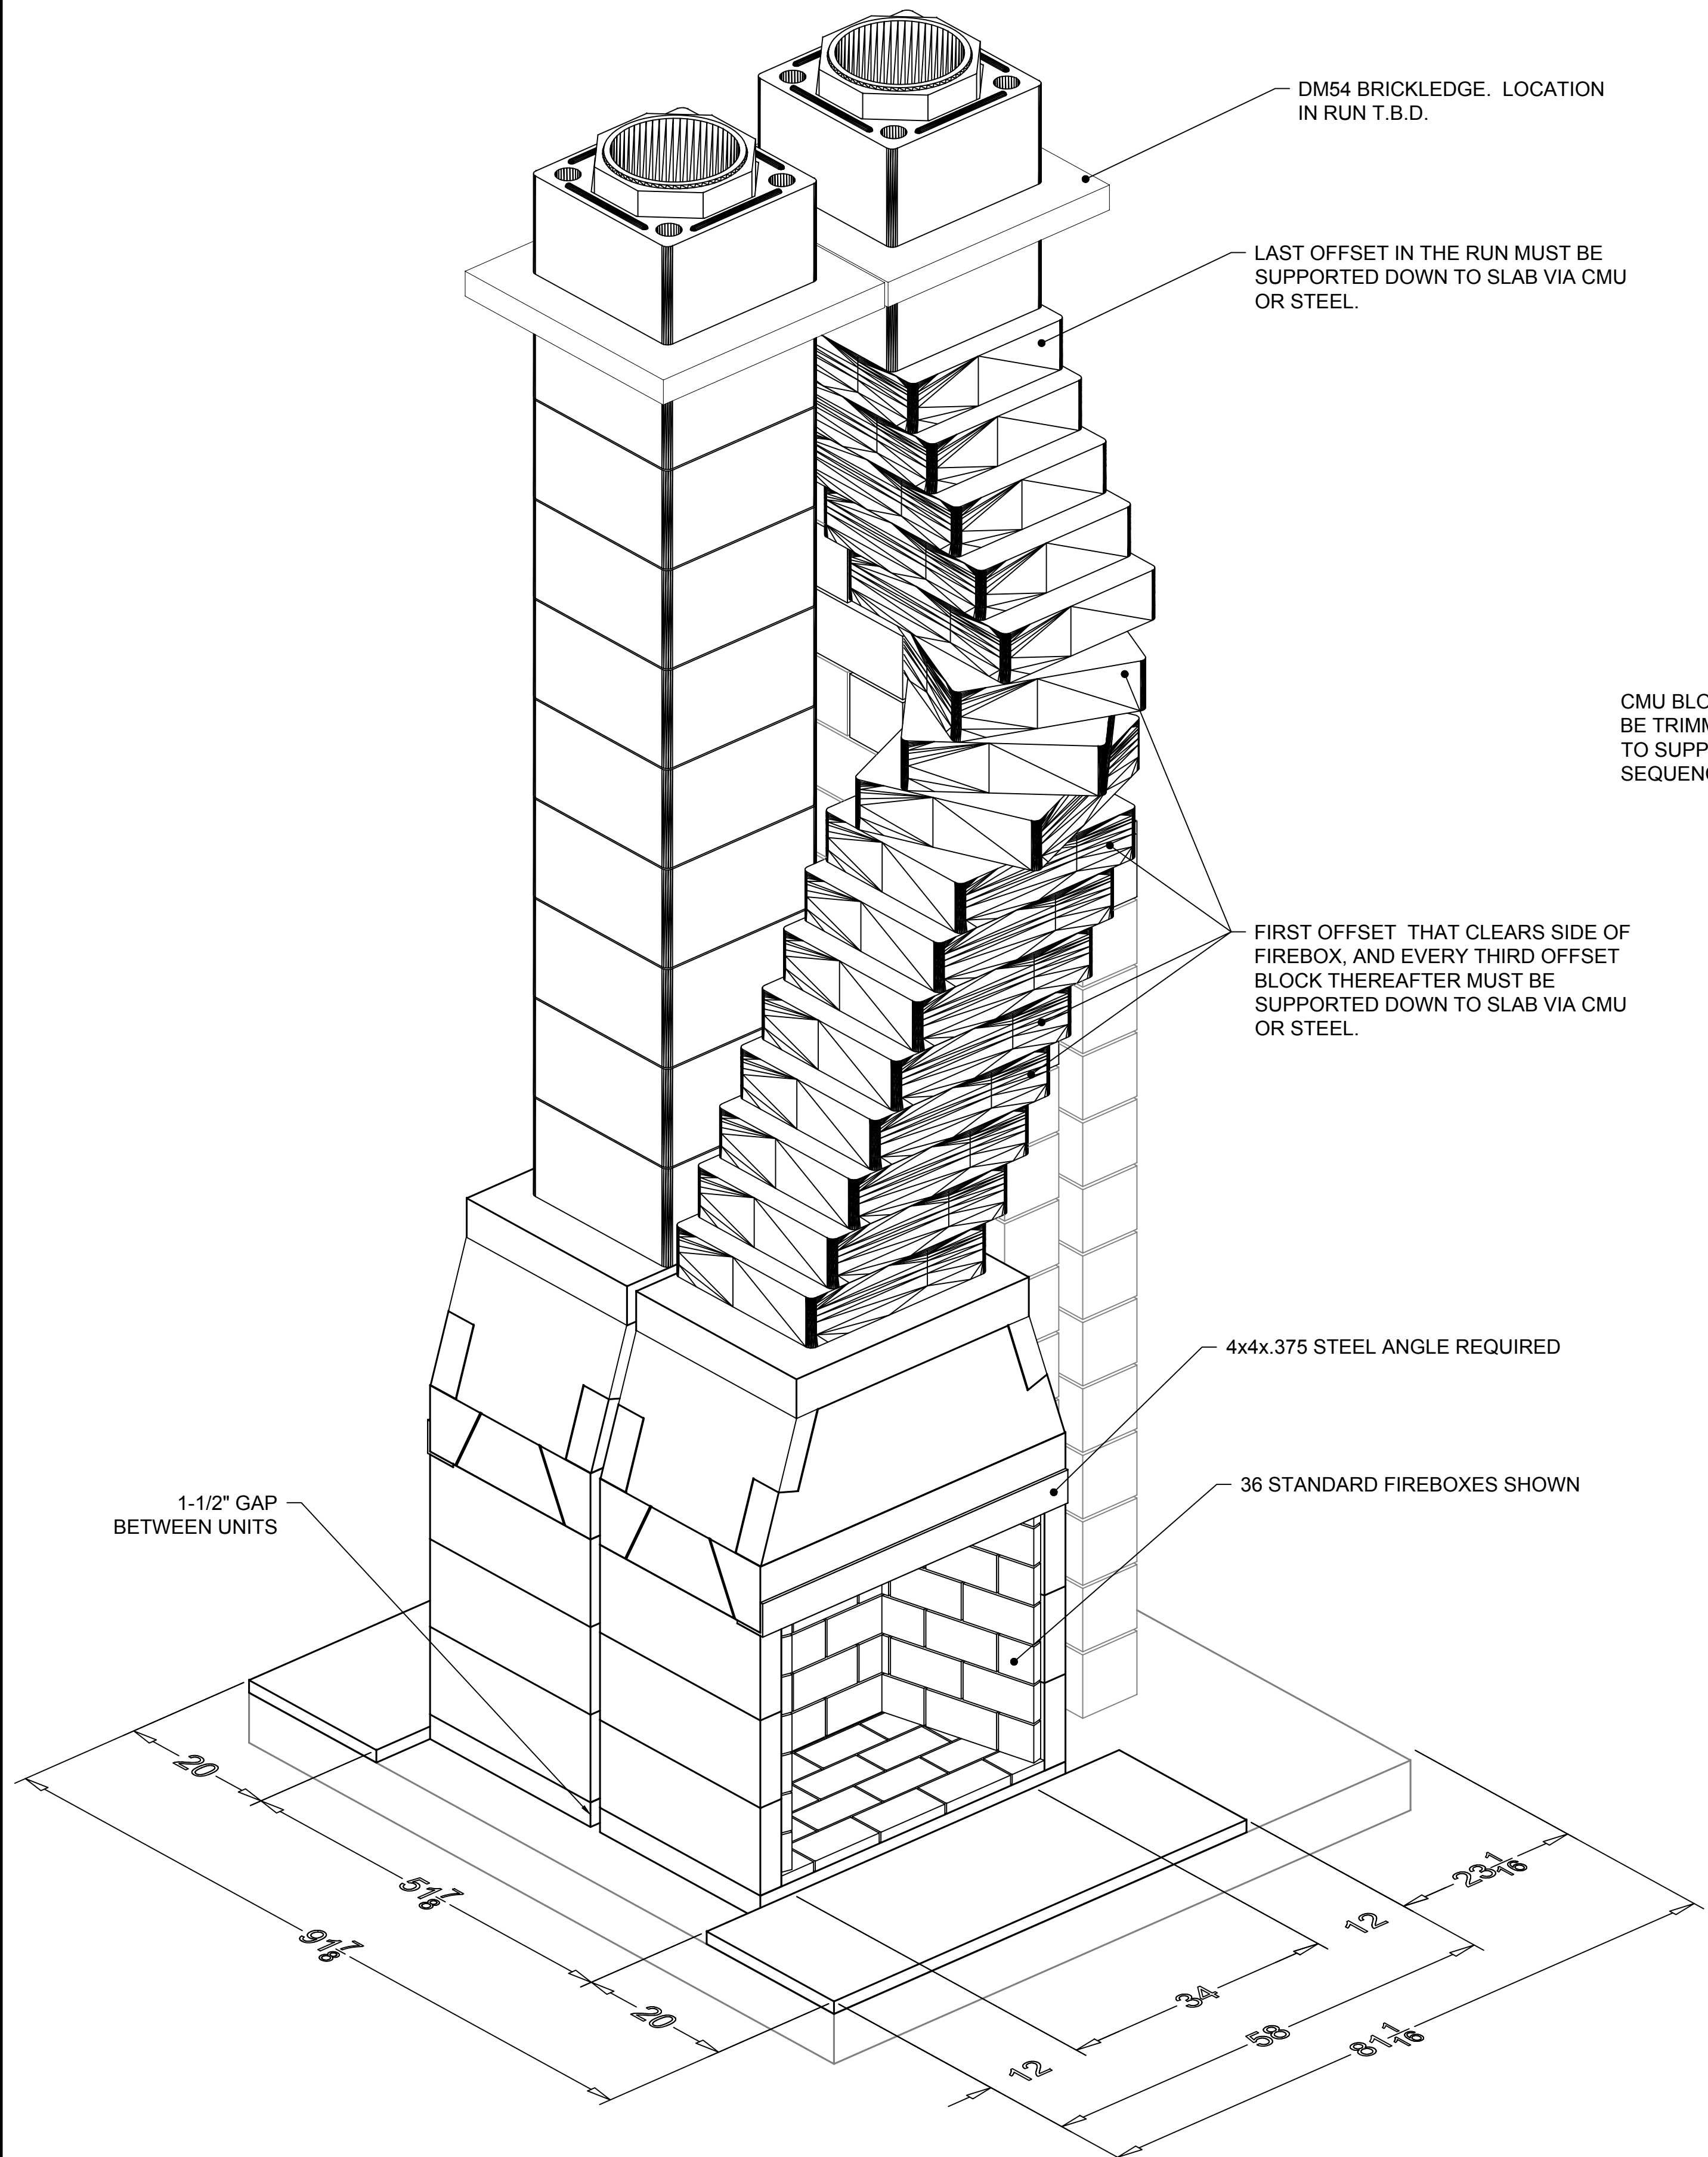 DM54 BRICKLEDGE. LOCATION
IN RUN T.B.D.
LAST OFFSET IN THE RUN MUST BE
SUPPORTED DOWN TO SLAB VIA CMU
OR STEEL.
CMU BLO
BE TRIMM
TO SUPP
SEQUENC
FIRST OFFSET THAT CLEARS SIDE OF
FIREBOX, AND EVERY THIRD OFFSET
BLOCK THEREAFTER MUST BE
SUPPORTED DOWN TO SLAB VIA CMU
OR STEEL.
4x4x.375 STEEL ANGLE REQUIRED
36 STANDARD FIREBOXES SHOWN
1-1/2" GAP
BETWEEN UNITS
20
51 7/8
91 7/8
20
23 1/16
12
34
58
81 1/16
12